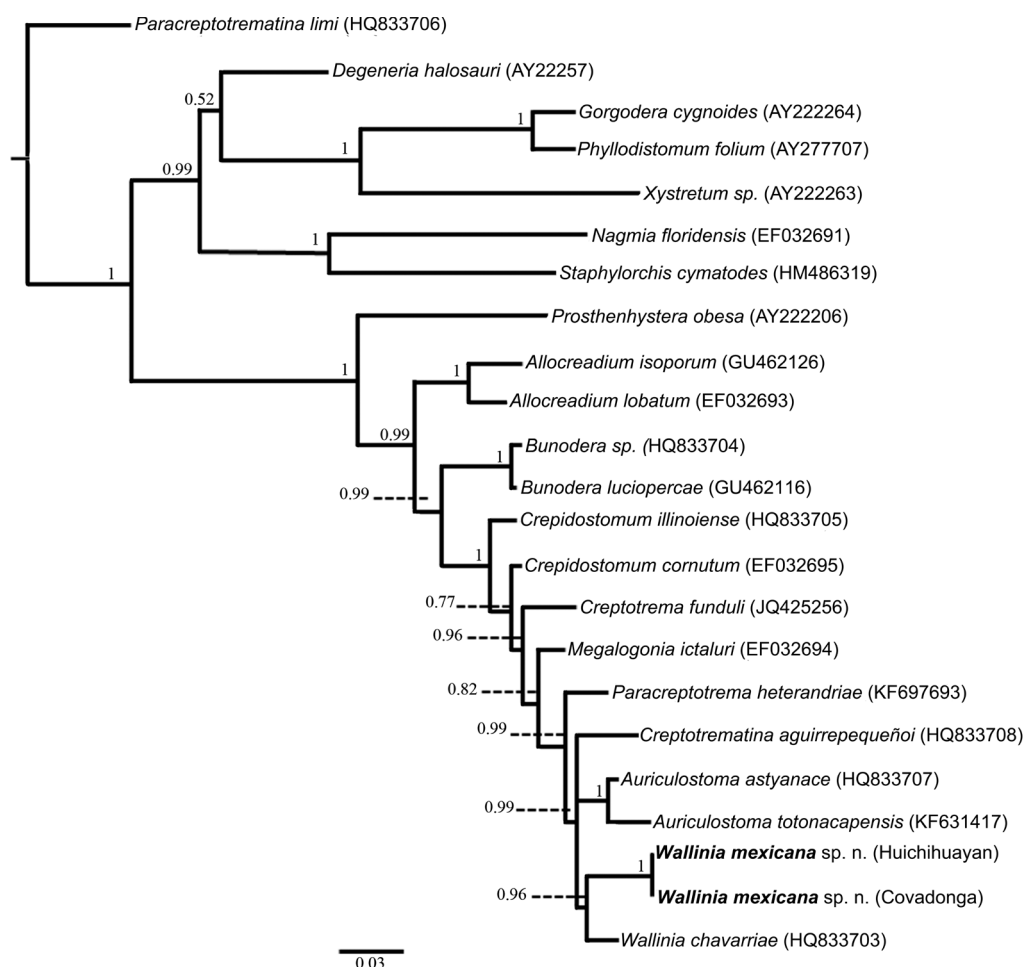 Paracreptotrematina limi (HQ833706)
Degeneria halosauri (AY22257)
0.52
Gorgodera cygnoides (AY222264)
1
Phyllodistomum folium (AY277707)
1
0.99
Xystretum sp. (AY222263)
Nagmia floridensis (EF032691)
1
Staphylorchis cymatodes (HM486319)
1
Prosthenhystera obesa (AY222206)
Allocreadium isoporum (GU462126)
1
1
Allocreadium lobatum (EF032693)
0.99
Bunodera sp. (HQ833704)
1
Bunodera luciopercae (GU462116)
0.99
Crepidostomum illinoiense (HQ833705)
1
Crepidostomum cornutum (EF032695)
0.77
Creptotrema funduli (JQ425256)
0.96
Megalogonia ictaluri (EF032694)
0.82
Paracreptotrema heterandriae (KF697693)
0.99
Creptotrematina aguirrepequeñoi (HQ833708)
Auriculostoma astyanace (HQ833707)
1
0.99
Auriculostoma totonacapensis (KF631417)
Wallinia mexicana sp. n. (Huichihuayan)
1
0.96
Wallinia mexicana sp. n. (Covadonga)
Wallinia chavarriae (HQ833703)
0.03